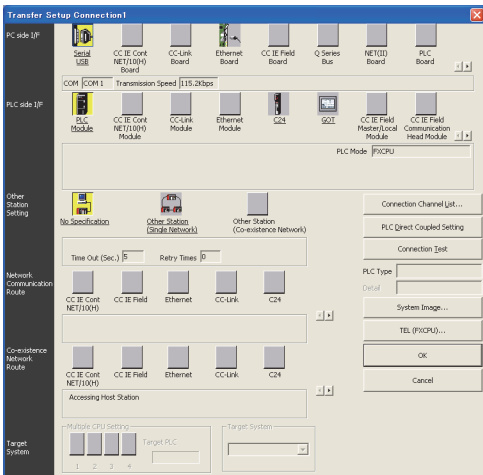 Transfer Setup Connection1
PC side I/F
Serial USB
CC IE Cont NET/10(H) Board
CC-Link Board
Ethernet Board
CC IE Field Board
Q Series Bus
NET(II) Board
PLC Board
COM COM 1 Transmission Speed 115.2Kbps
PLC side I/F
PLC Module
CC IE Cont NET/10(H) Module
CC-Link Module
Ethernet Module
C24
GOT
CC IE Field Master/Local Module
CC IE Field Communication Head Module
PLC Mode FXCPU
Other Station Setting
No Specification
Other Station (Single Network)
Other Station (Co-existence Network)
Time Out (Sec.) 5 Retry Times 0
Connection Channel List...
PLC Direct Coupled Setting
Connection Test
PLC Type
Detail
System Image...
TEL (FXCPU)...
OK
Cancel
Network Communication Route
CC IE Cont NET/10(H)
CC IE Field
Ethernet
CC-Link
C24
Co-existence Network Route
CC IE Cont NET/10(H)
CC IE Field
Ethernet
CC-Link
C24
Accessing Host Station
Target System
Multiple CPU Setting
1 2 3 4
Target PLC
Target System